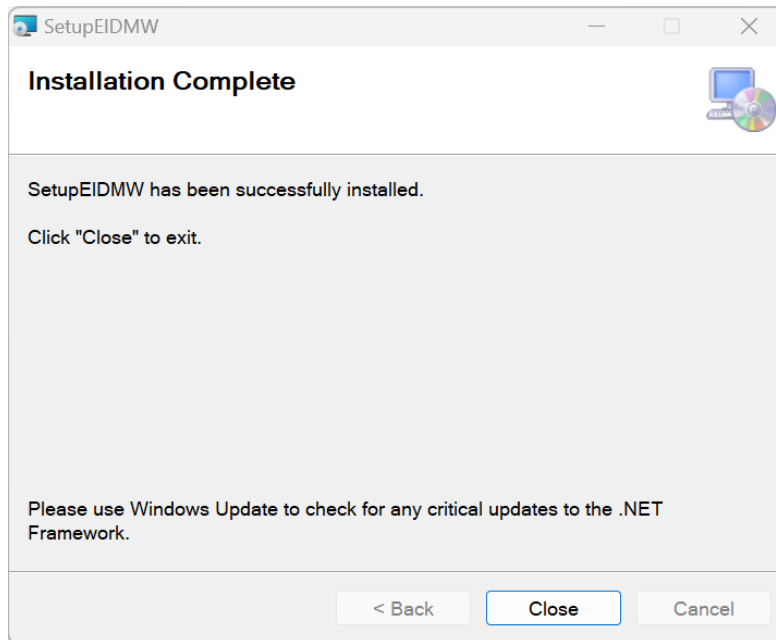 SetupEIDMW
Installation Complete
SetupEIDMW has been successfully installed.
Click "Close" to exit.
Please use Windows Update to check for any critical updates to the .NET
Framework.
< Back
Close
Cancel